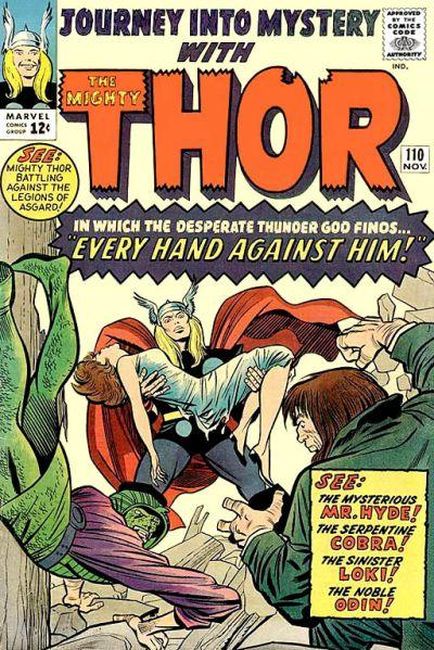 JOURNEY INTO MYSTERY
WITH
THE
MIGHTY
THOR
APPROVED
BY THE
COMICS
CODE
AUTHORITY
IND.
MARVEL
COMICS
GROUP
12¢
110
NOV.
SEE:
MIGHTY THOR
BATTLING
AGAINST THE
LEGIONS OF
ASGARD!
IN WHICH THE DESPERATE THUNDER GOD FINDS...
"EVERY HAND AGAINST HIM!"
SEE:
THE MYSTERIOUS
MR. HYDE!
THE SERPENTINE
COBRA!
THE SINISTER
LOKI!
THE NOBLE
ODIN!